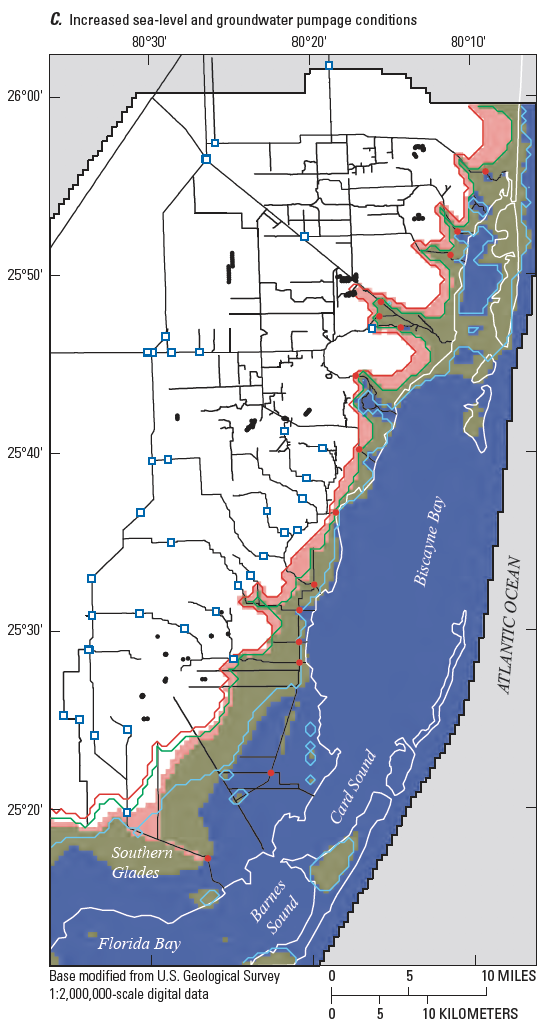 C. Increased sea-level and groundwater pumpage conditions
80°30' 80°20' 80°10'
26°00'
25°50'
25°40'
Biscayne Bay
ATLANTIC OCEAN
25°30'
Card Sound
25°20'
Southern
Glades
Barnes
Sound
Florida Bay
Base modified from U.S. Geological Survey
1:2,000,000-scale digital data
0 5 10 MILES
0 5 10 KILOMETERS